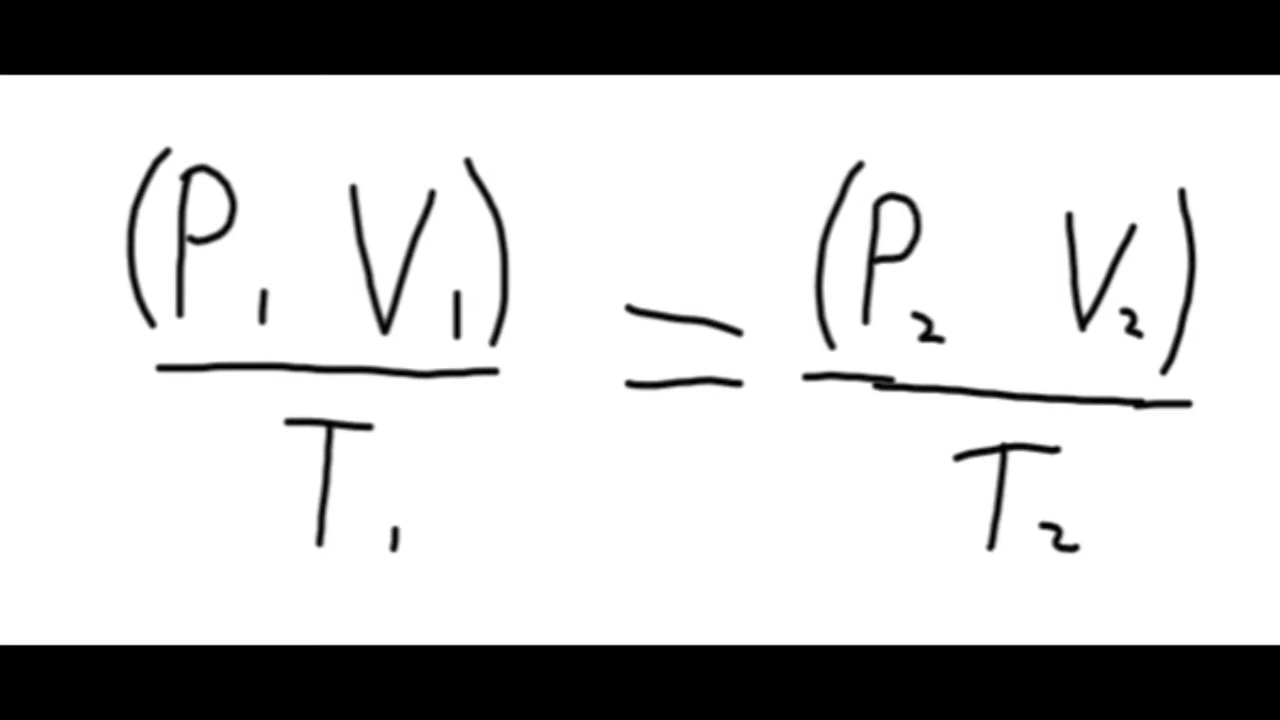 (P₁ V₁) = (P₂ V₂)
T₁ T₂